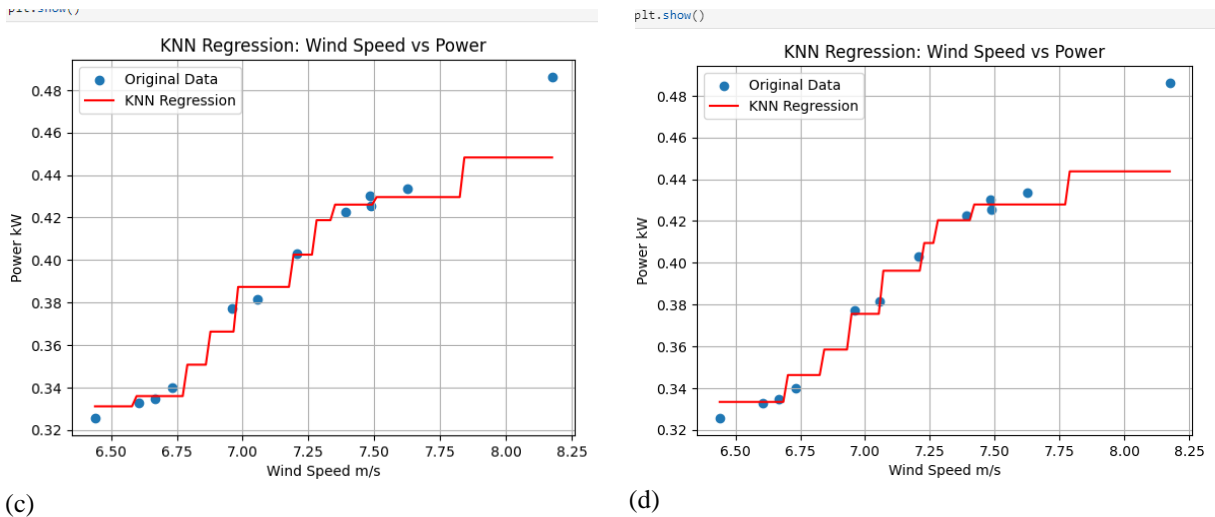 plt.show()
KNN Regression: Wind Speed vs Power
Original Data
KNN Regression
0.48
0.46
0.44
0.42
0.40
0.38
0.36
0.34
0.32
Power kW
6.50 6.75 7.00 7.25 7.50 7.75 8.00 8.25
Wind Speed m/s
(c)
plt.show()
KNN Regression: Wind Speed vs Power
Original Data
KNN Regression
0.48
0.46
0.44
0.42
0.40
0.38
0.36
0.34
0.32
Power kW
6.50 6.75 7.00 7.25 7.50 7.75 8.00 8.25
Wind Speed m/s
(d)